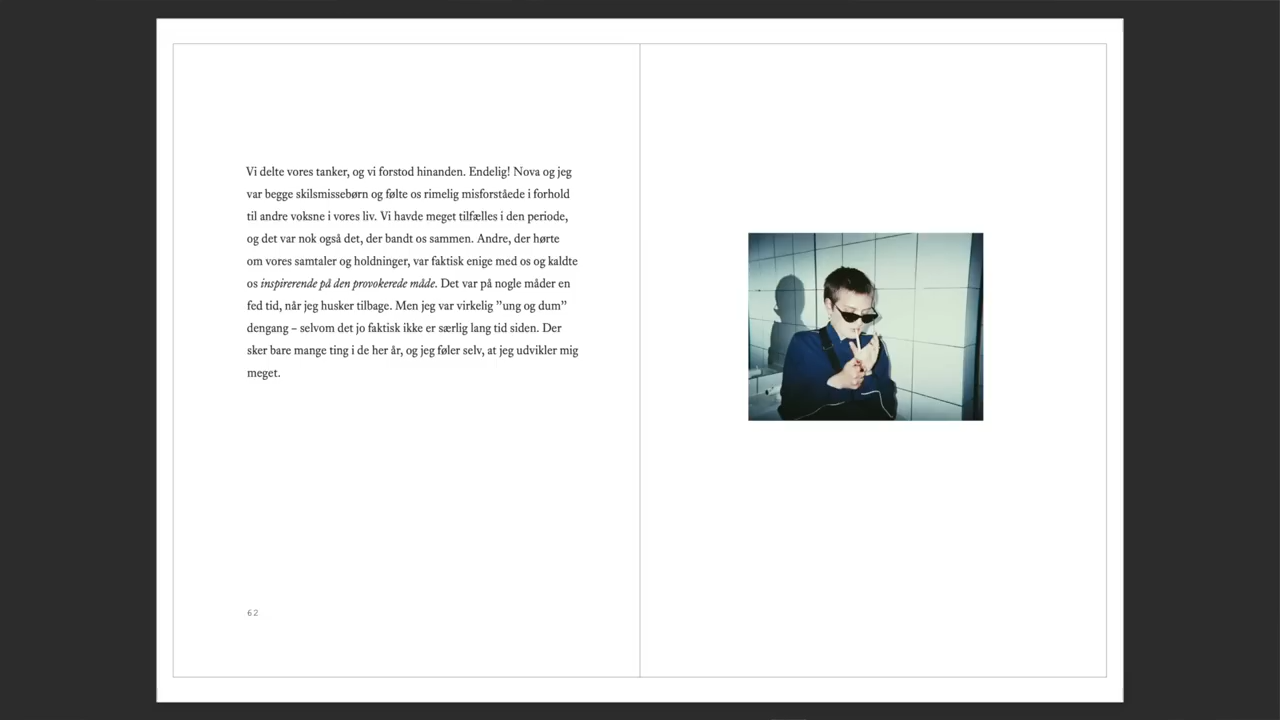 Vi delte vores tanker, og vi forstod hinanden. Endelig! Nova og jeg
var begge skilsmissebørn og følte os rimelig misforståede i forhold
til andre voksne i vores liv. Vi havde meget tilfælles i den periode,
og det var nok også det, der bandt os sammen. Andre, der hørte
om vores samtaler og holdninger, var faktisk enige med os og kaldte
os inspirerende på den provokerede måde. Det var på nogle måder en
fed tid, når jeg husker tilbage. Men jeg var virkelig ”ung og dum”
dengang – selvom det jo faktisk ikke er særlig lang tid siden. Der
sker bare mange ting i de her år, og jeg føler selv, at jeg udvikler mig
meget.
62